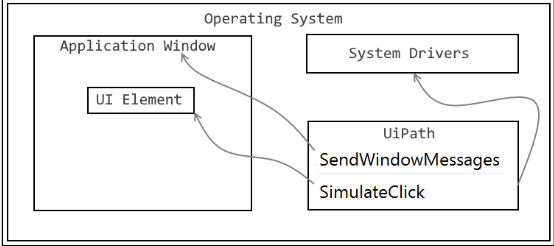 Operating System
Application Window
System Drivers
UI Element
UiPath
SendWindowMessages
SimulateClick